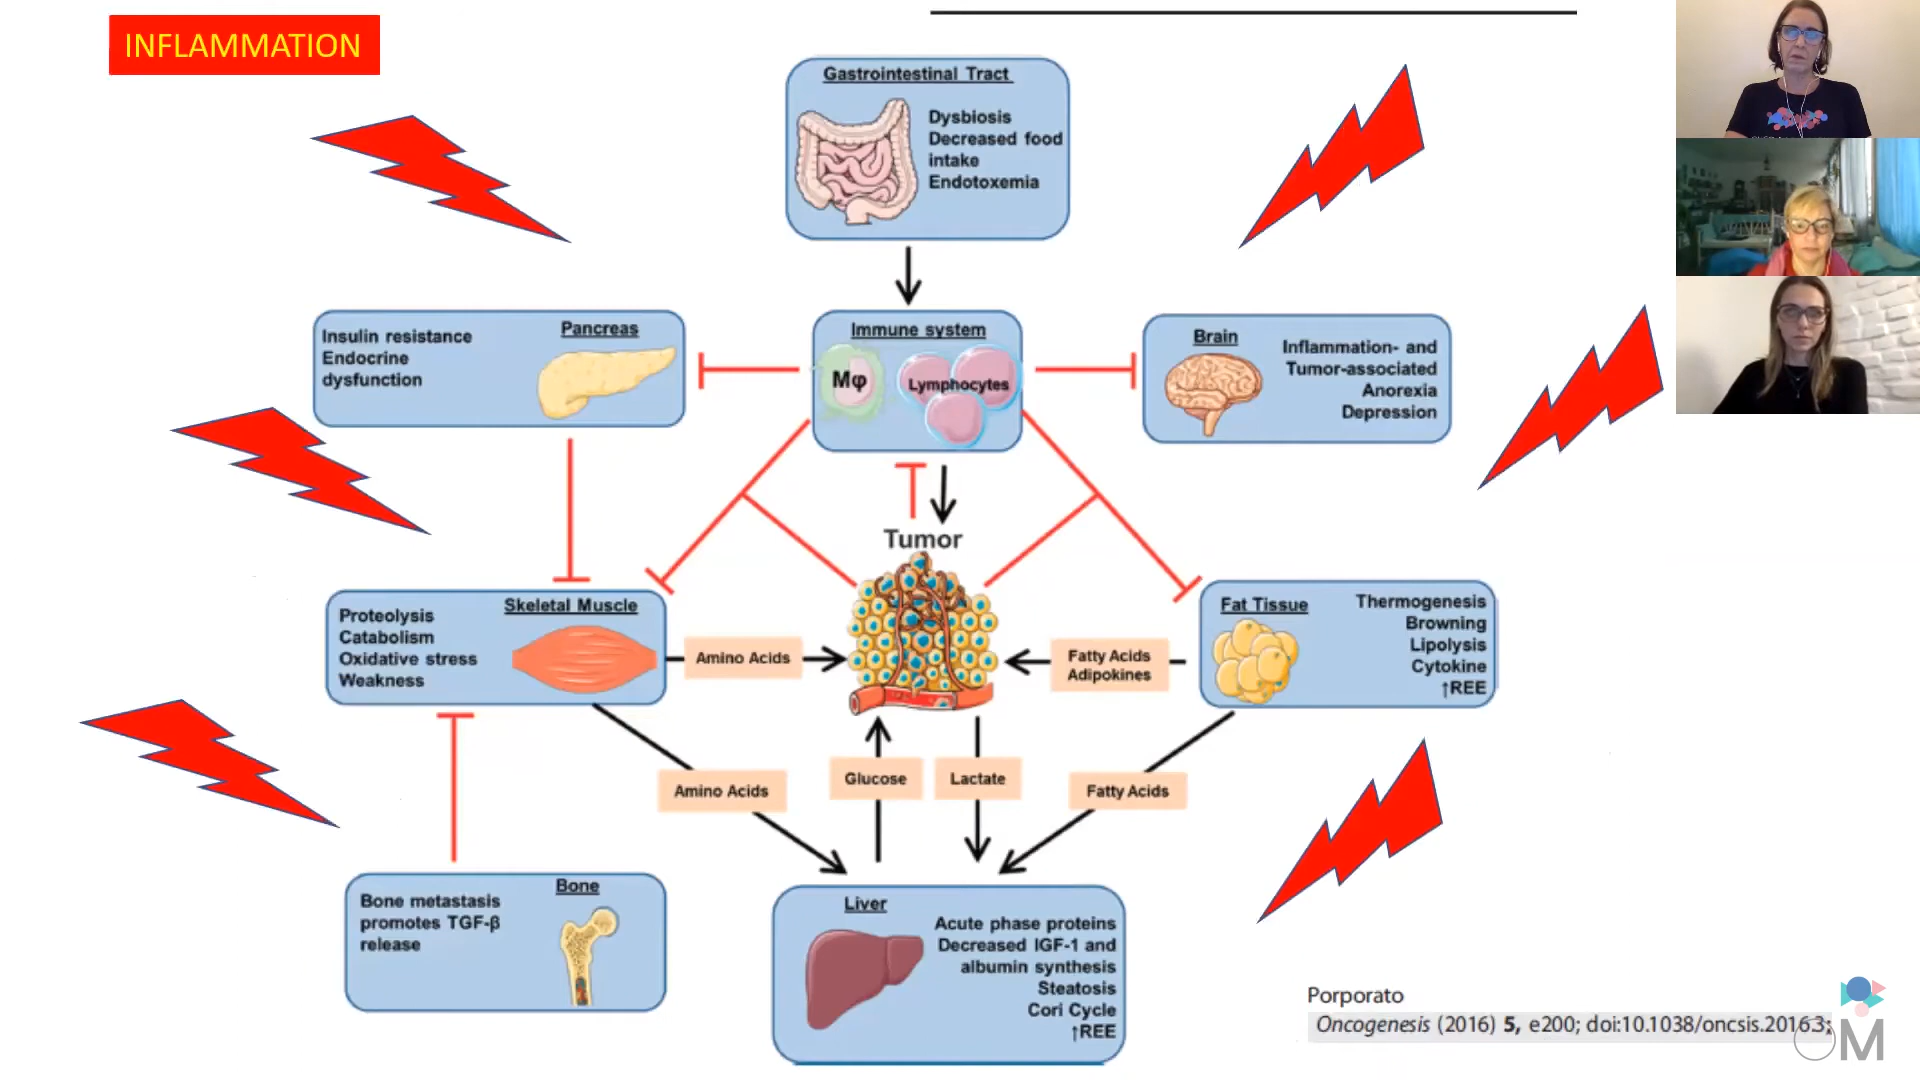 INFLAMMATION
Gastrointestinal Tract
Dysbiosis
Decreased food
intake
Endotoxemia
Insulin resistance
Endocrine
dysfunction
Pancreas
Immune system
Mφ
Lymphocytes
Brain
Inflammation- and
Tumor-associated
Anorexia
Depression
Tumor
Proteolysis
Catabolism
Oxidative stress
Weakness
Skeletal Muscle
Amino Acids
Fatty Acids
Adipokines
Fat Tissue
Thermogenesis
Browning
Lipolysis
Cytokine
↑REE
Amino Acids
Glucose
Lactate
Fatty Acids
Bone metastasis
promotes TGF-β
release
Bone
Liver
Acute phase proteins
Decreased IGF-1 and
albumin synthesis
Steatosis
Cori Cycle
↑REE
Porporato
Oncogenesis (2016) 5, e200; doi:10.1038/oncsis.2016.3;
OM